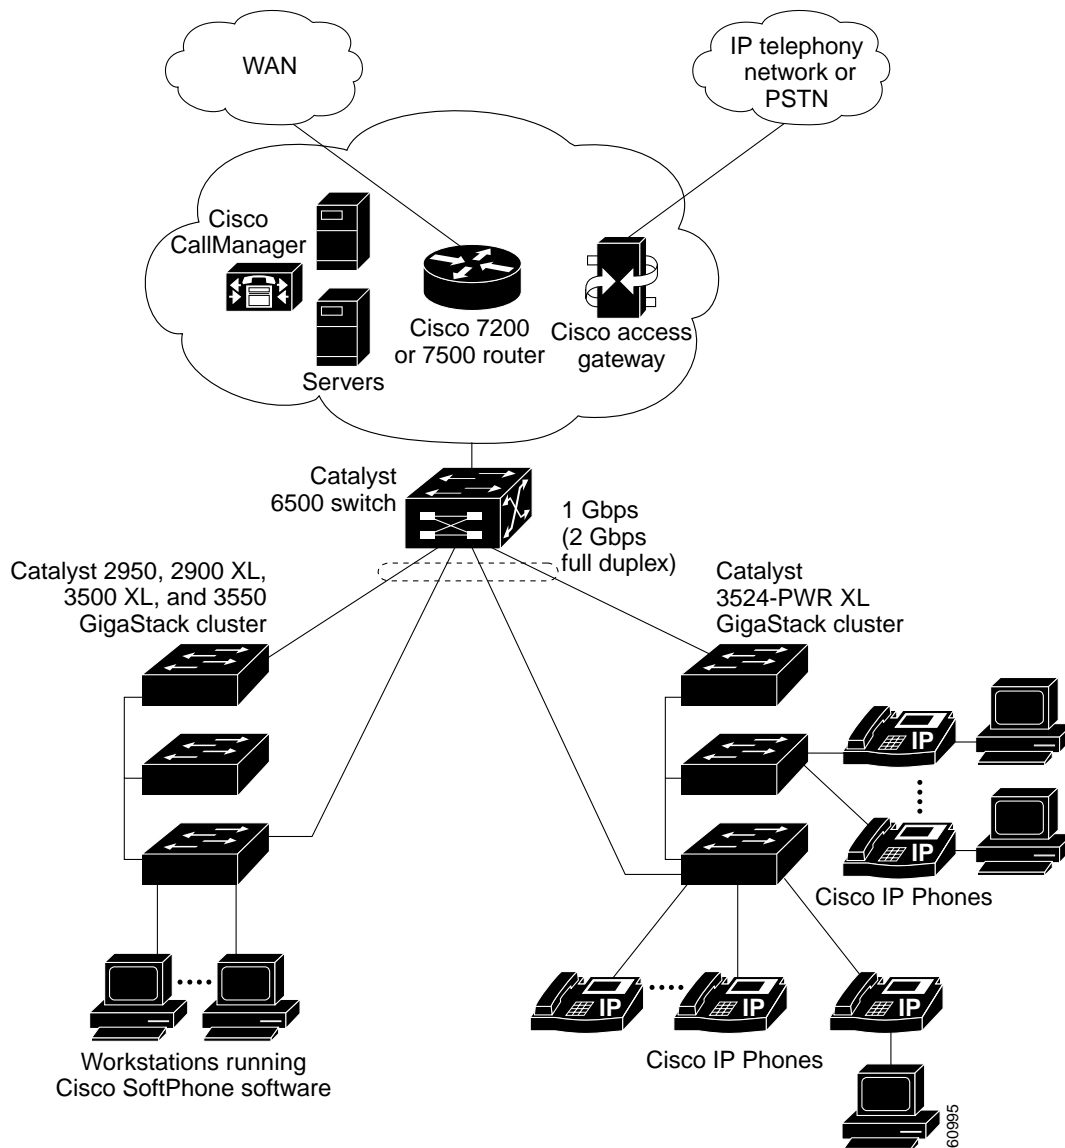 WAN
IP telephony
network or
PSTN
Cisco
CallManager
Servers
Cisco 7200
or 7500 router
Cisco access
gateway
Catalyst
6500 switch
1 Gbps
(2 Gbps
full duplex)
Catalyst 2950, 2900 XL,
3500 XL, and 3550
GigaStack cluster
Catalyst
3524-PWR XL
GigaStack cluster
IP
IP
Cisco IP Phones
IP
IP
IP
Cisco IP Phones
Workstations running
Cisco SoftPhone software
60995